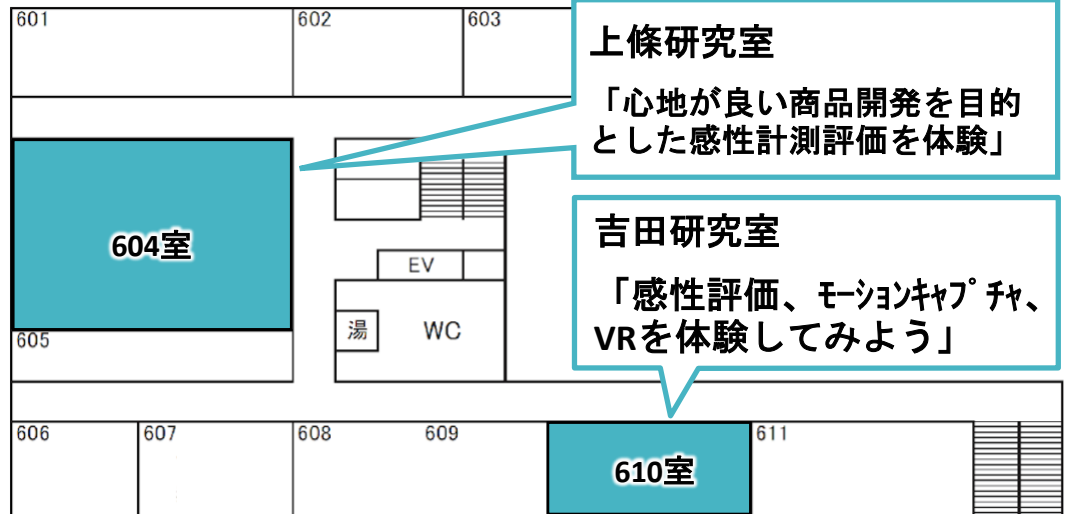 601
602
603
上條研究室
「心地が良い商品開発を目的
とした感性計測評価を体験」
604室
吉田研究室
「感性評価、ﾓｰｼｮﾝｷｬﾌﾟﾁｬ、
VRを体験してみよう」
EV
湯
WC
605
606
607
608
609
610室
611